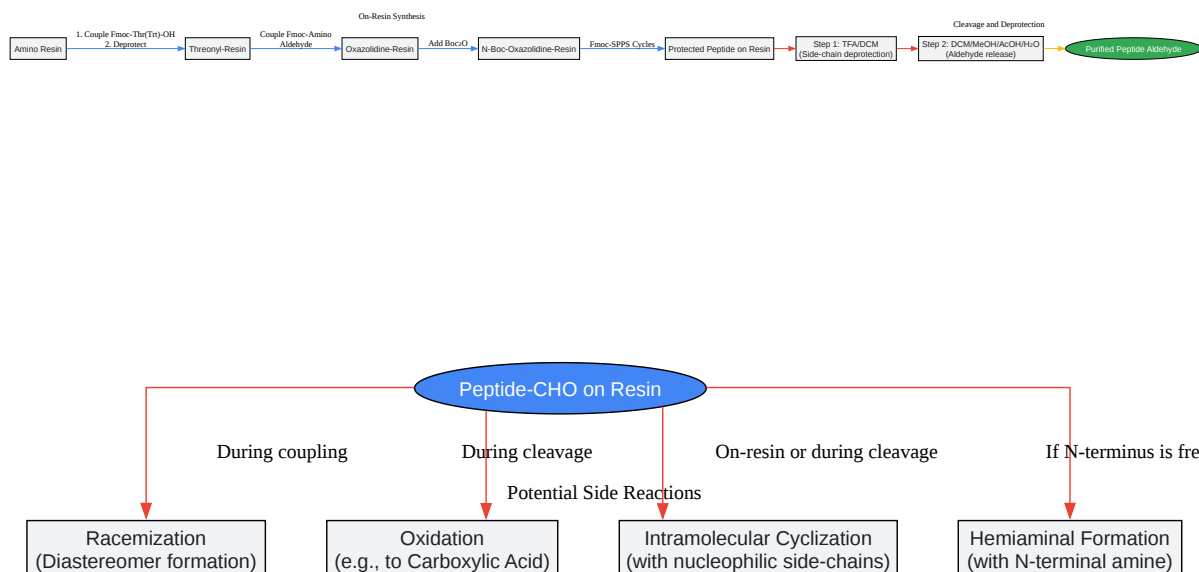 On-Resin Synthesis
Cleavage and Deprotection
Amino Resin
1. Couple Fmoc-Thr(Trt)-OH
2. Deprotect
Threonyl-Resin
Couple Fmoc-Amino
Aldehyde
Oxazolidine-Resin
Add Boc₂O
N-Boc-Oxazolidine-Resin
Fmoc-SPPS Cycles
Protected Peptide on Resin
Step 1: TFA/DCM
(Side-chain deprotection)
Step 2: DCM/MeOH/AcOH/H₂O
(Aldehyde release)
Purified Peptide Aldehyde
Peptide-CHO on Resin
During coupling
During cleavage
On-resin or during cleavage
If N-terminus is fre
Potential Side Reactions
Racemization
(Diastereomer formation)
Oxidation
(e.g., to Carboxylic Acid)
Intramolecular Cyclization
(with nucleophilic side-chains)
Hemiaminal Formation
(with N-terminal amine)